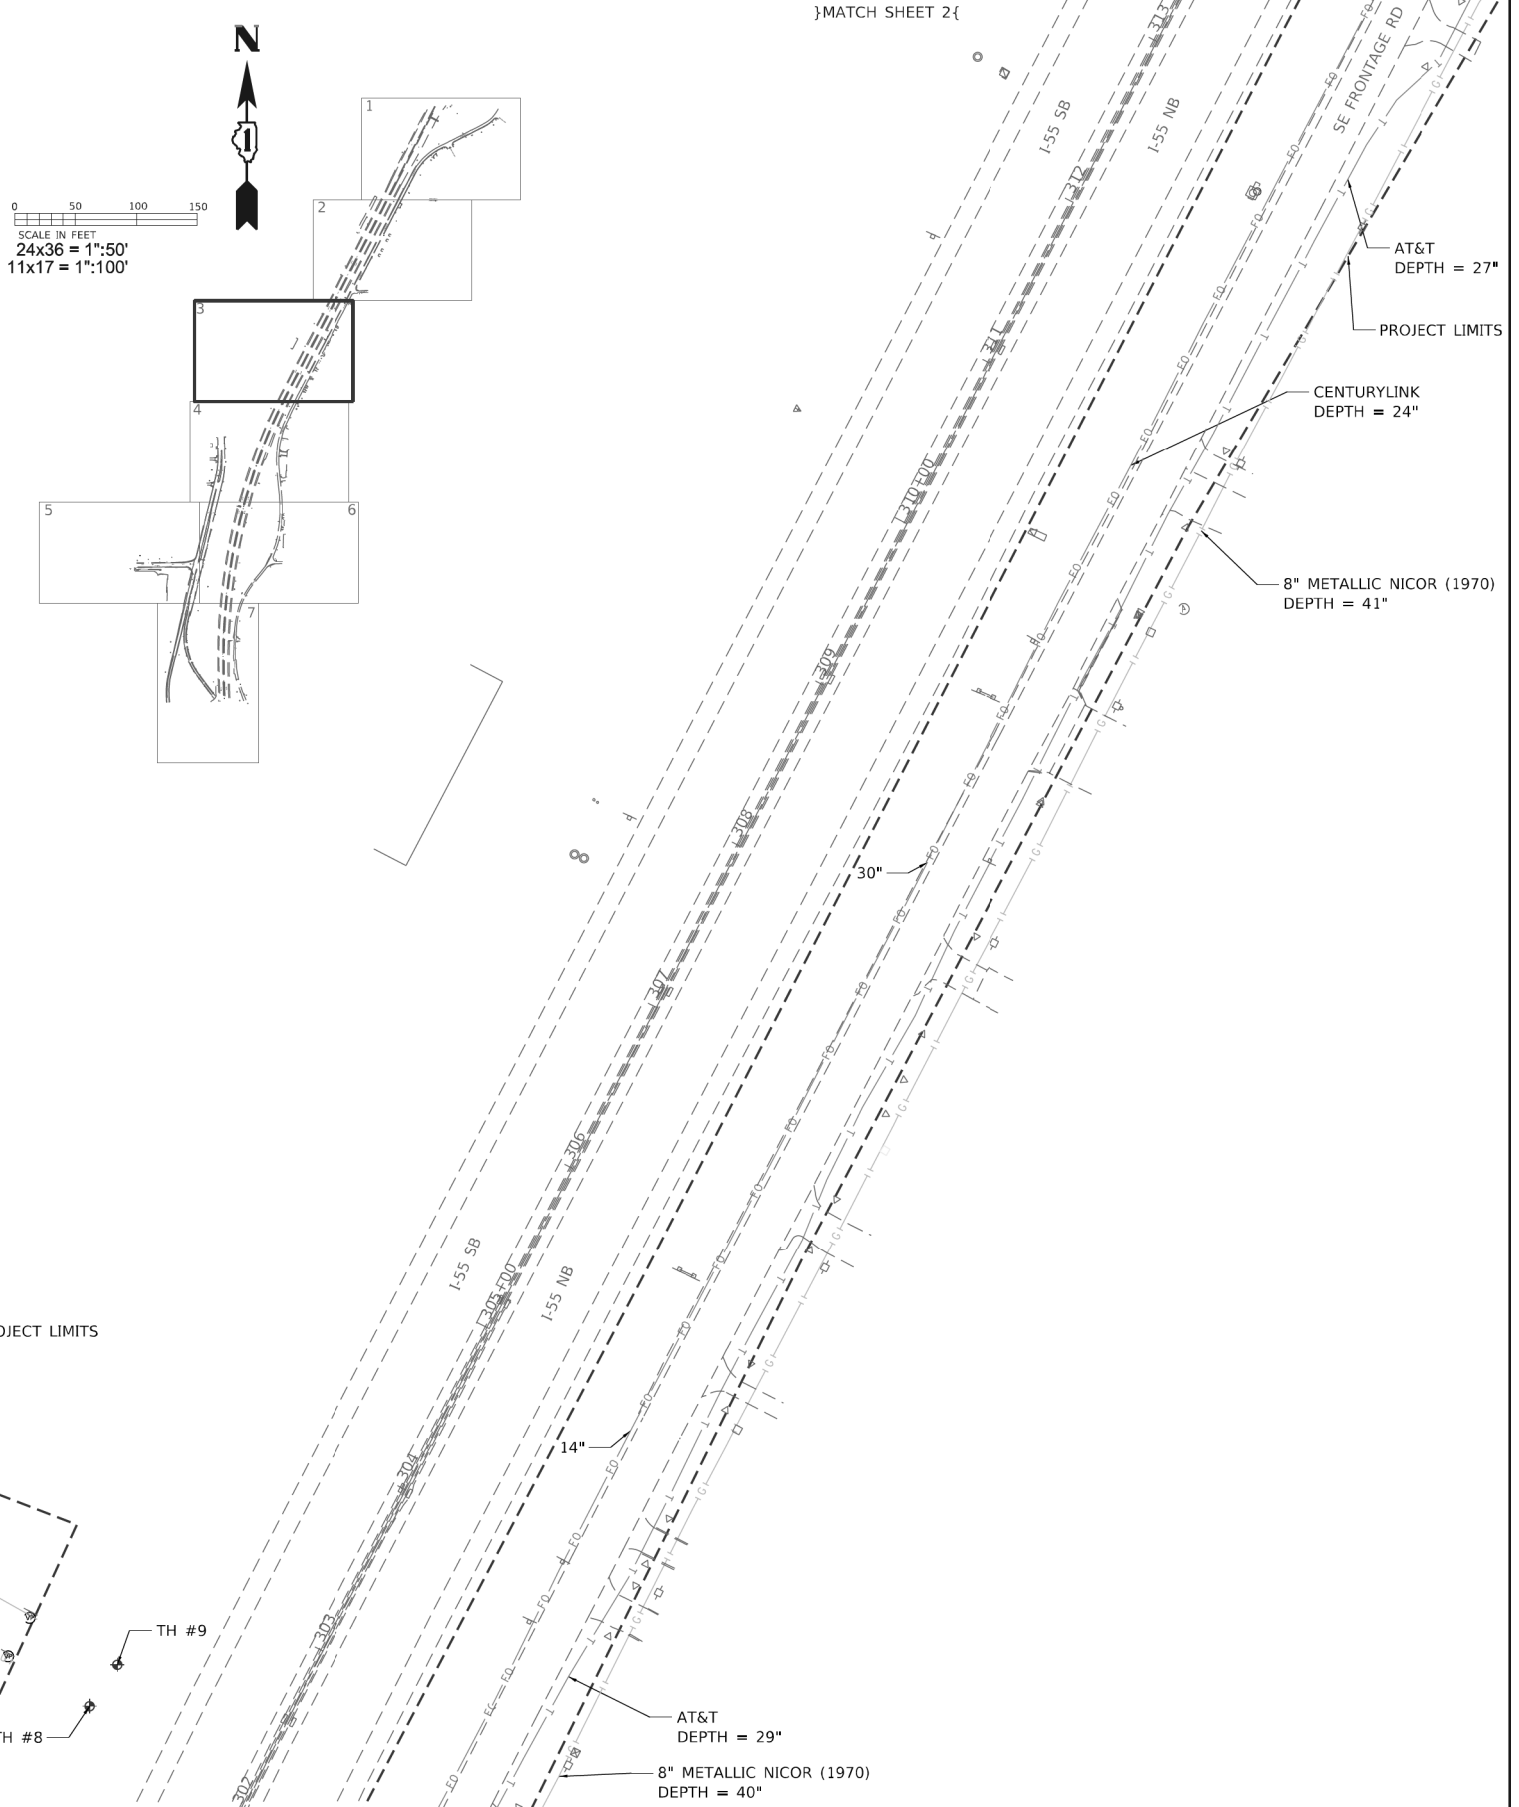 }MATCH SHEET 2{
N
1
0 50 100 150
SCALE IN FEET
24x36 = 1":50'
11x17 = 1":100'
1
2
3
4
5
6
7
313
I-55 SB
I-55 NB
SE FRONTAGE RD
312
AT&T
DEPTH = 27"
PROJECT LIMITS
311
CENTURYLINK
DEPTH = 24"
310+00
8" METALLIC NICOR (1970)
DEPTH = 41"
309
308
30"
307
306
I-55 SB
305+00
I-55 NB
OJECT LIMITS
304
14"
303
TH #9
TH #8
AT&T
DEPTH = 29"
8" METALLIC NICOR (1970)
DEPTH = 40"
302